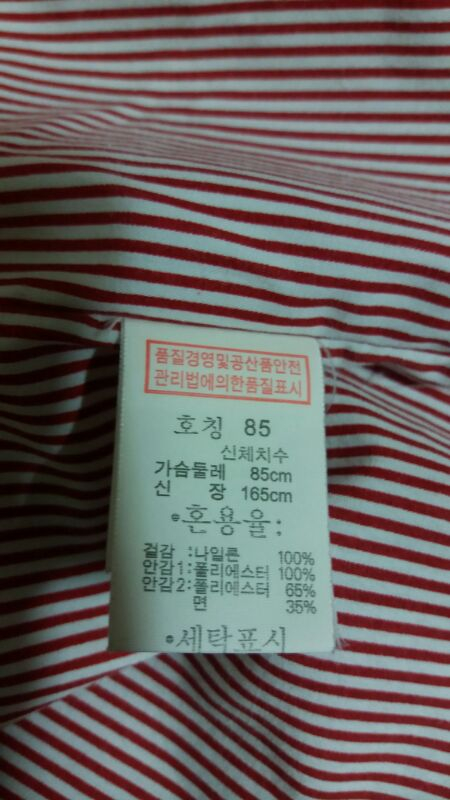 품질경영및공산품안전
관리법에의한품질표시
호칭 85
신체치수
가슴둘레 85cm
신 장 165cm
•혼용율:
겉감 :나일론 100%
안감1:폴리에스터 100%
안감2:폴리에스터 65%
면 35%
•세탁표시